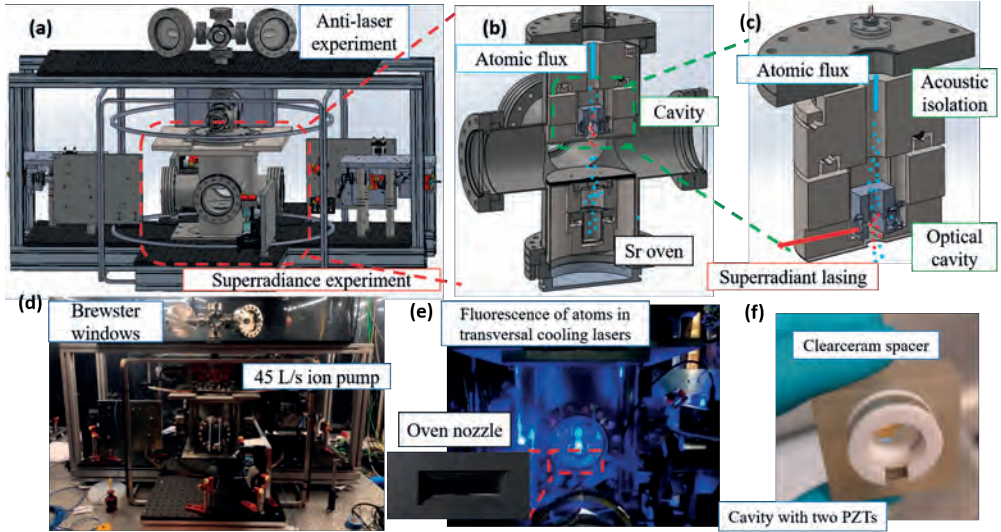 (a)
Anti-laser
experiment
Superradiance experiment
(b)
Atomic flux
Cavity
Sr oven
(c)
Atomic flux
Acoustic
isolation
Optical
cavity
Superradiant lasing
(d)
Brewster
windows
45 L/s ion pump
(e)
Fluorescence of atoms in
transversal cooling lasers
Oven nozzle
(f)
Clearceram spacer
Cavity with two PZTs